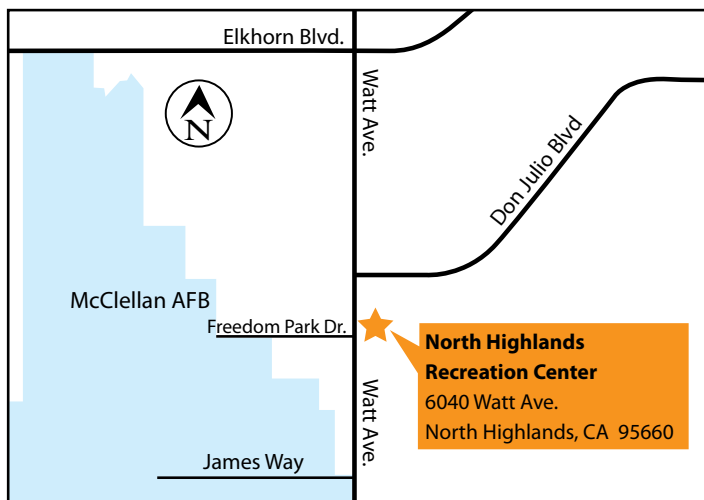 Elkhorn Blvd.
Watt Ave.
N
Don Julio Blvd
McClellan AFB
Freedom Park Dr.
North Highlands
Recreation Center
6040 Watt Ave.
North Highlands, CA  95660
Watt Ave.
James Way